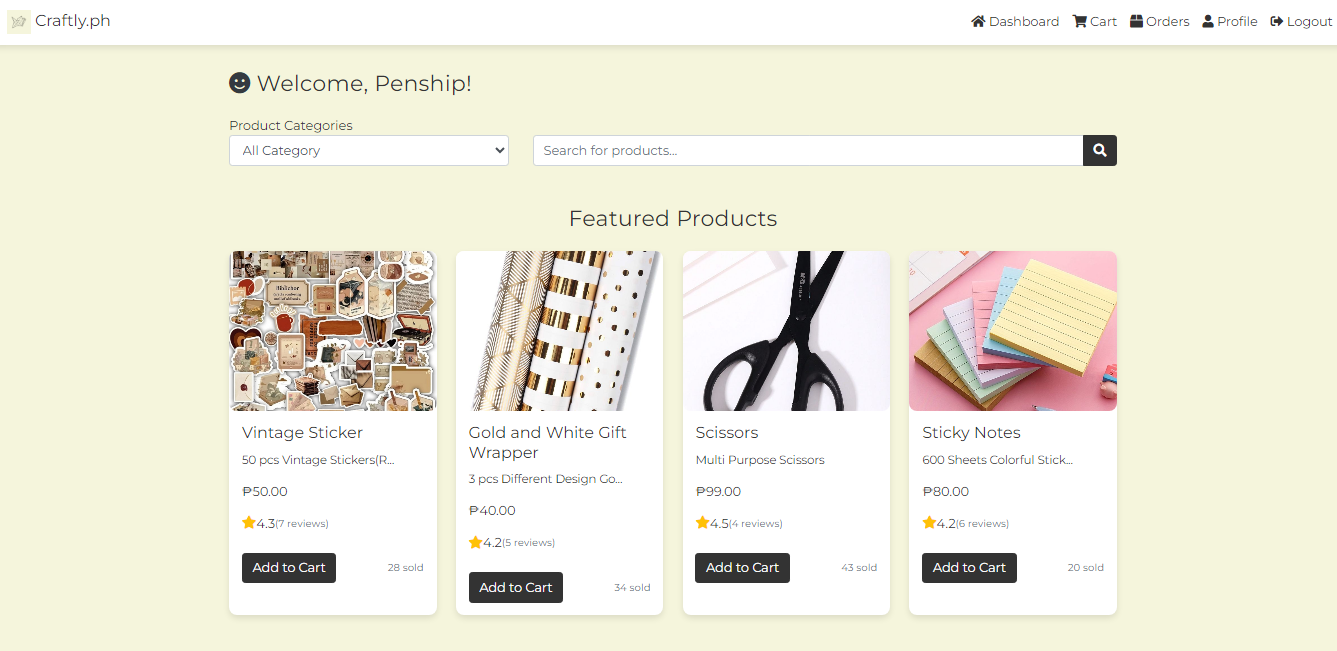 Craftly.ph
Dashboard Cart Orders Profile Logout
Welcome, Penship!
Product Categories
All Category
Search for products...
Featured Products
Vintage Sticker
50 pcs Vintage Stickers(R...
₱50.00
4.3(7 reviews)
Add to Cart 28 sold
Gold and White Gift
Wrapper
3 pcs Different Design Go...
₱40.00
4.2(5 reviews)
Add to Cart 34 sold
Scissors
Multi Purpose Scissors
₱99.00
4.5(4 reviews)
Add to Cart 43 sold
Sticky Notes
600 Sheets Colorful Stick...
₱80.00
4.2(6 reviews)
Add to Cart 20 sold